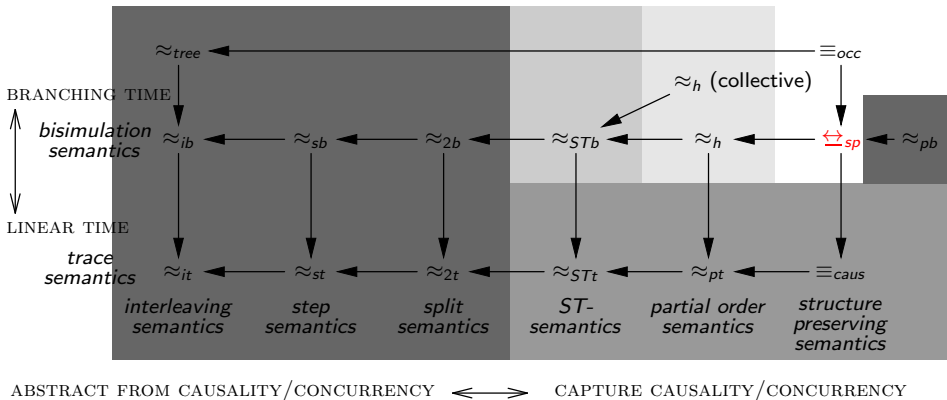 ≈tree ≡occ
≈h (collective)
BRANCHING TIME
bisimulation
semantics
≈ib ≈sb ≈2b ≈STb ≈h ↔sp ≈pb
LINEAR TIME
trace
semantics
≈it ≈st ≈2t ≈STt ≈pt ≡caus
interleaving
semantics
step
semantics
split
semantics
ST-
semantics
partial order
semantics
structure
preserving
semantics
ABSTRACT FROM CAUSALITY/CONCURRENCY ⟷ CAPTURE CAUSALITY/CONCURRENCY